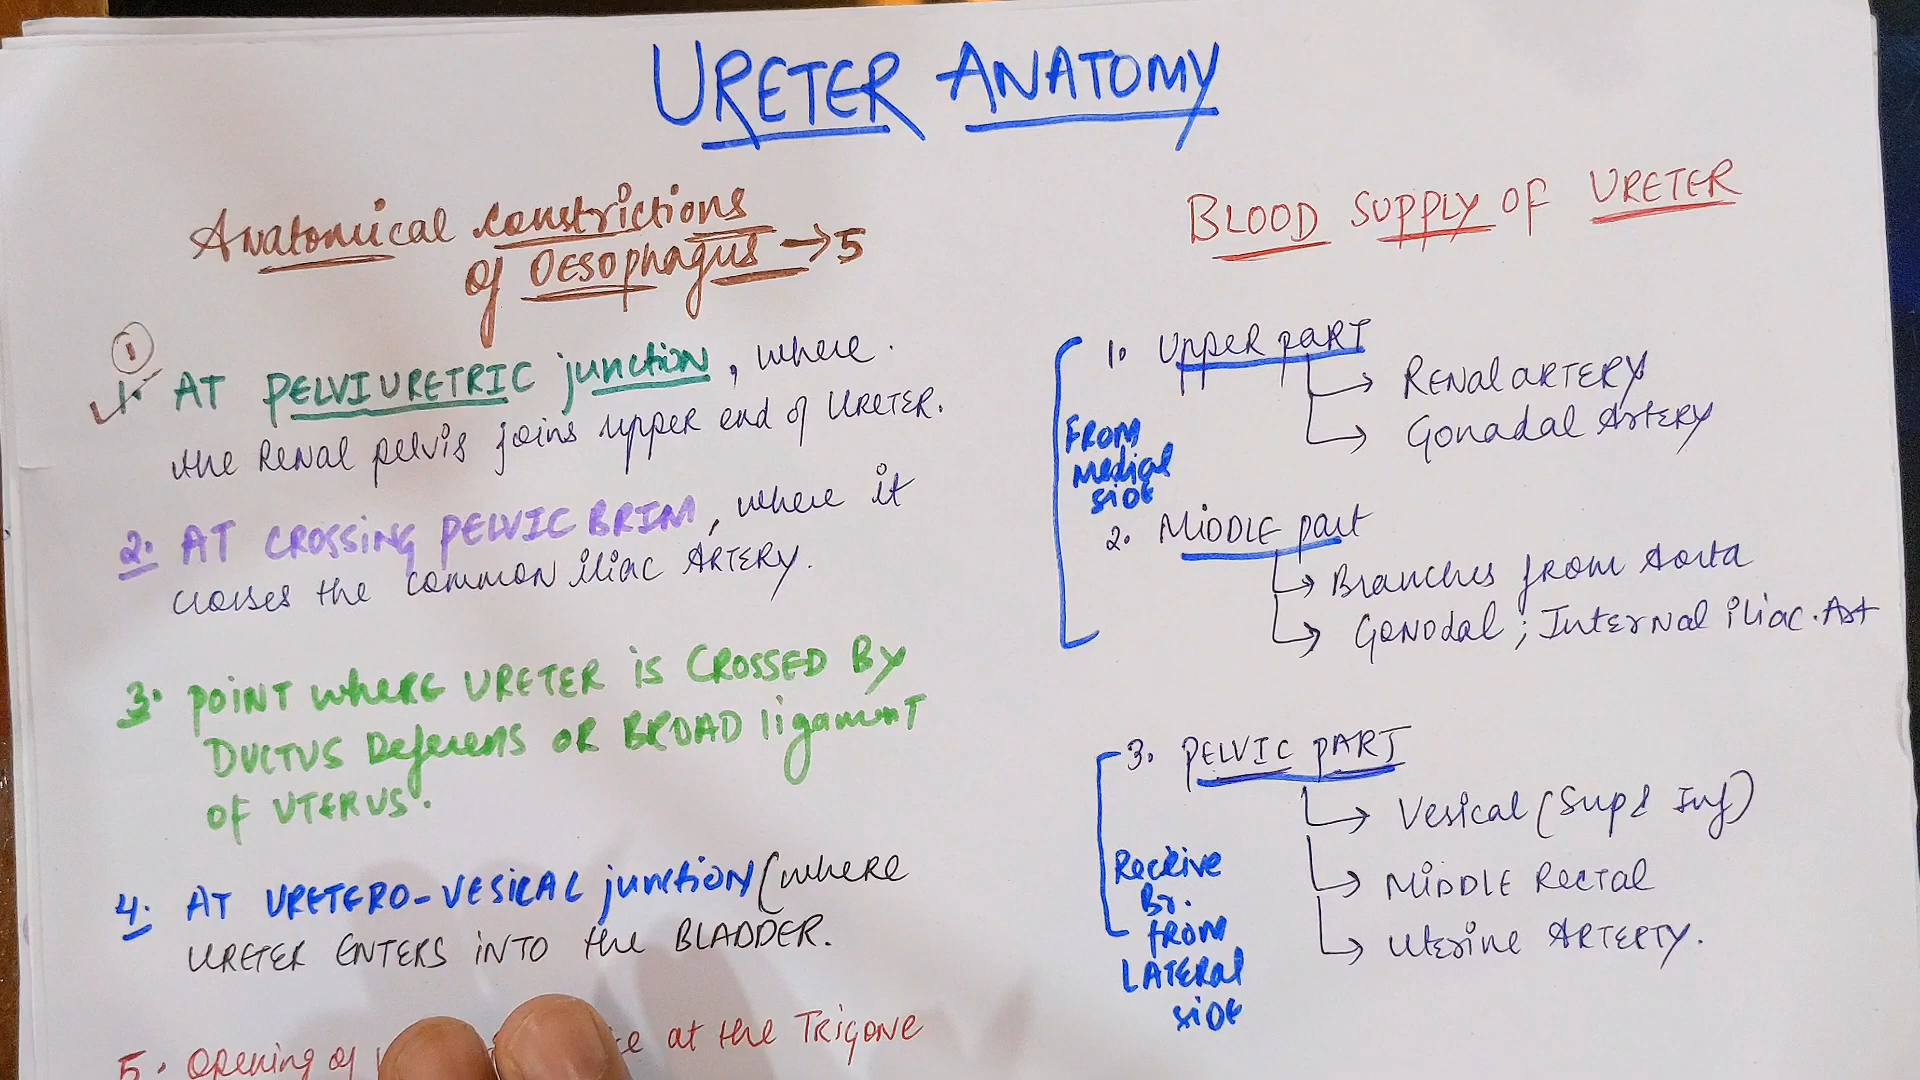 URETER ANATOMY
Anatomical constrictions
of OEsophagus → 5
1
1. AT PELVIURETRIC junction, where
the Renal pelvis joins upper end of URETER.
2. AT CROSSING PELVIC BRIM, where it
crosses the common iliac ARTERY.
3. POINT where URETER is CROSSED By
DUCTUS Deferens OR BROAD ligament
OF UTERUS.
4. AT URETERO-VESICAL junction (where
URETER ENTERS INTO the BLADDER.
5. Opening of at the TRIGONE
BLOOD SUPPLY OF URETER
1. Upper paRT
→ RENal aRTERY
→ Gonadal Artery
FROM
Medial
SIDE
2. MIDDLE part
→ Branches from Aorta
→ Gonodal ; Internal iliac. Art
3. PELVIC PART
→ Vesical (Sup & Inf)
→ MIDDLE Rectal
→ Uterine ARTERTY.
Receive
Br.
FROM
LATERal
SIDE